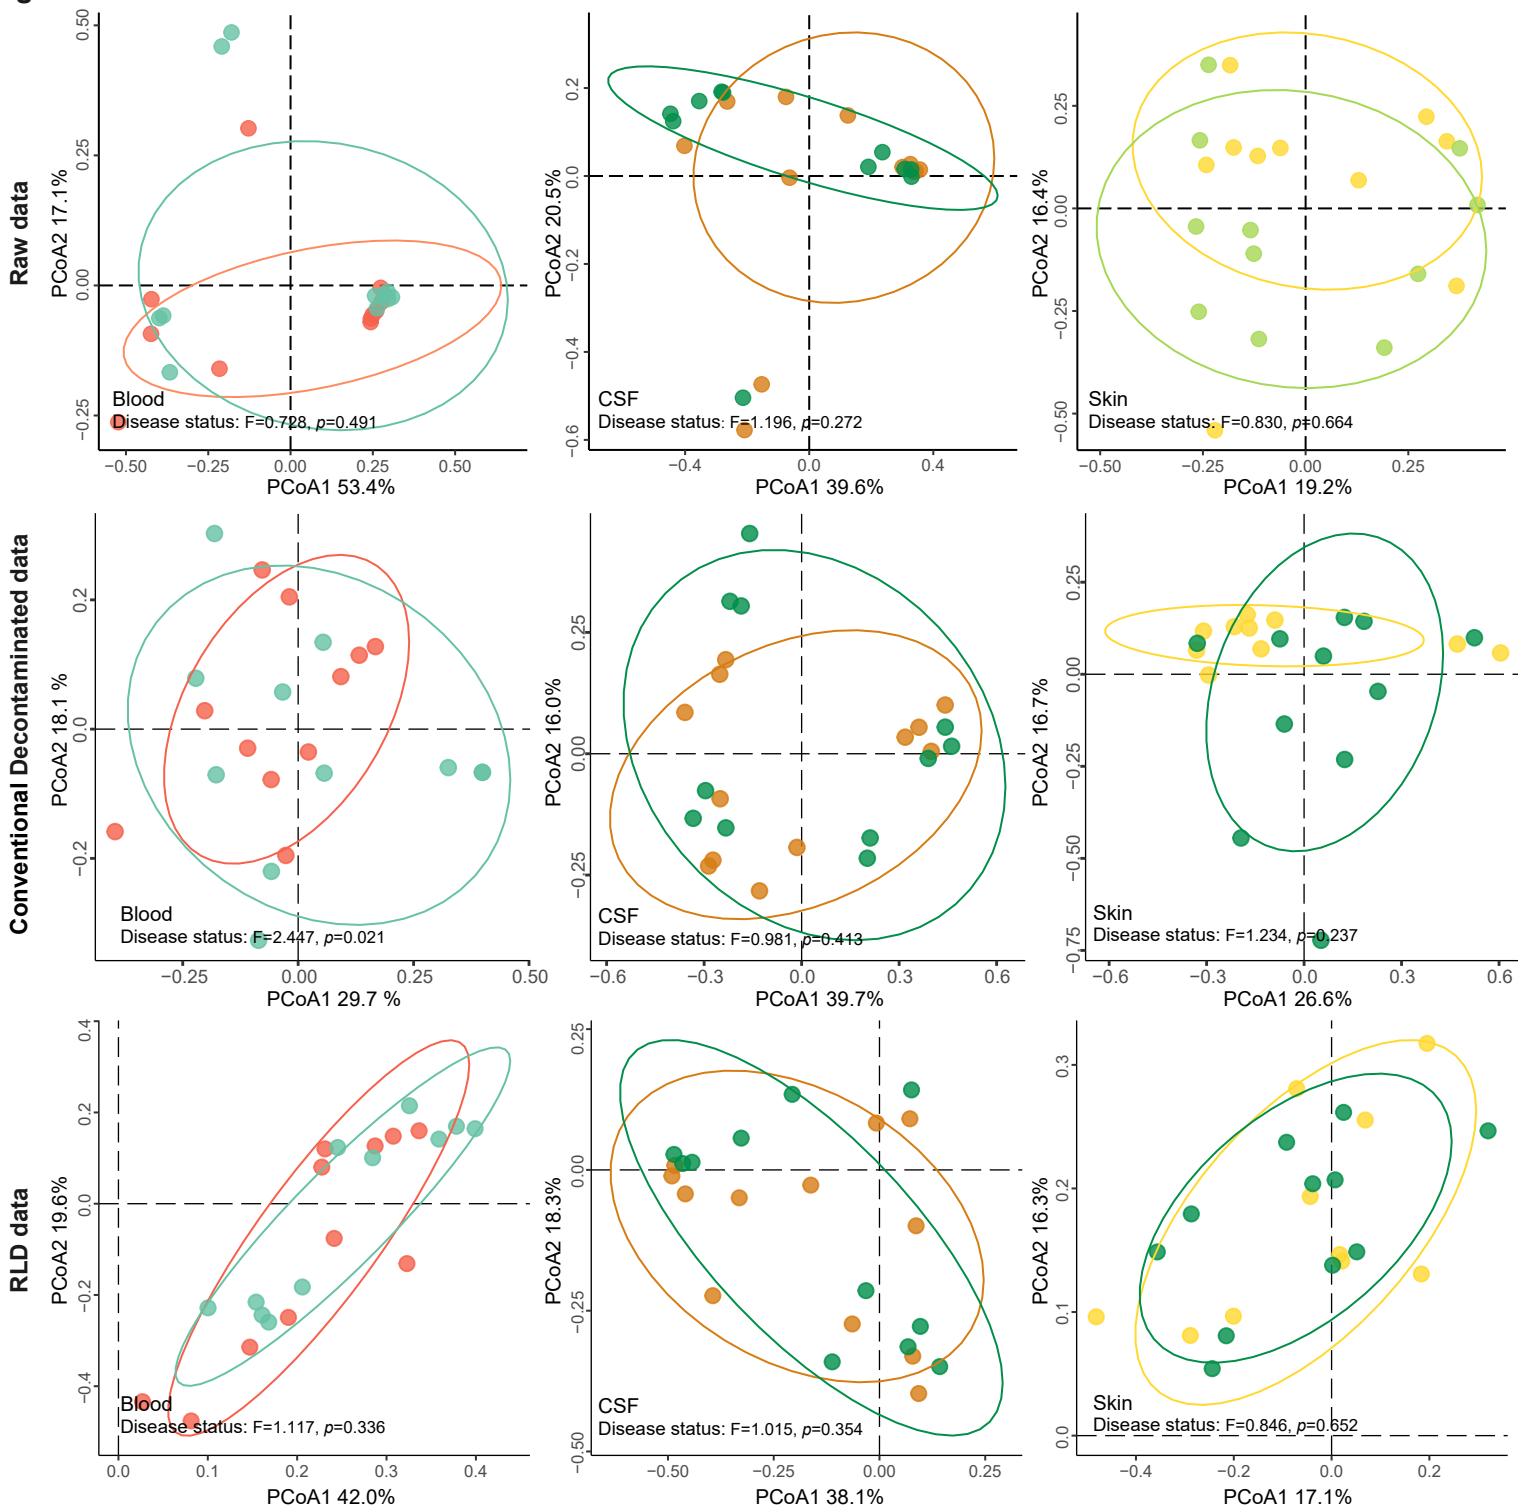 Raw data
PCoA2 17.1%
0.50
0.25
0.00
−0.25
Blood
Disease status: F=0.728, p=0.491
−0.50 −0.25 0.00 0.25 0.50
PCoA1 53.4%
PCoA2 20.5%
0.2
0.0
−0.2
−0.4
−0.6
CSF
Disease status: F=1.196, p=0.272
−0.4 0.0 0.4
PCoA1 39.6%
PCoA2 16.4%
0.25
0.00
−0.25
−0.50
Skin
Disease status: F=0.830, p=0.664
−0.50 −0.25 0.00 0.25
PCoA1 19.2%
Conventional Decontaminated data
PCoA2 18.1 %
0.2
0.0
−0.2
Blood
Disease status: F=2.447, p=0.021
−0.25 0.00 0.25 0.50
PCoA1 29.7 %
PCoA2 16.0%
0.25
0.00
−0.25
CSF
Disease status: F=0.981, p=0.413
−0.6 −0.3 0.0 0.3 0.6
PCoA1 39.7%
PCoA2 16.7%
0.25
0.00
−0.25
−0.50
−0.75
Skin
Disease status: F=1.234, p=0.237
−0.6 −0.3 0.0 0.3 0.6
PCoA1 26.6%
RLD data
PCoA2 19.6%
0.4
0.2
0.0
−0.2
−0.4
Blood
Disease status: F=1.117, p=0.336
0.0 0.1 0.2 0.3 0.4
PCoA1 42.0%
PCoA2 18.3%
0.25
0.00
−0.25
−0.50
CSF
Disease status: F=1.015, p=0.354
−0.50 −0.25 0.00 0.25
PCoA1 38.1%
PCoA2 16.3%
0.3
0.2
0.1
0.0
Skin
Disease status: F=0.846, p=0.652
−0.4 −0.2 0.0 0.2
PCoA1 17.1%